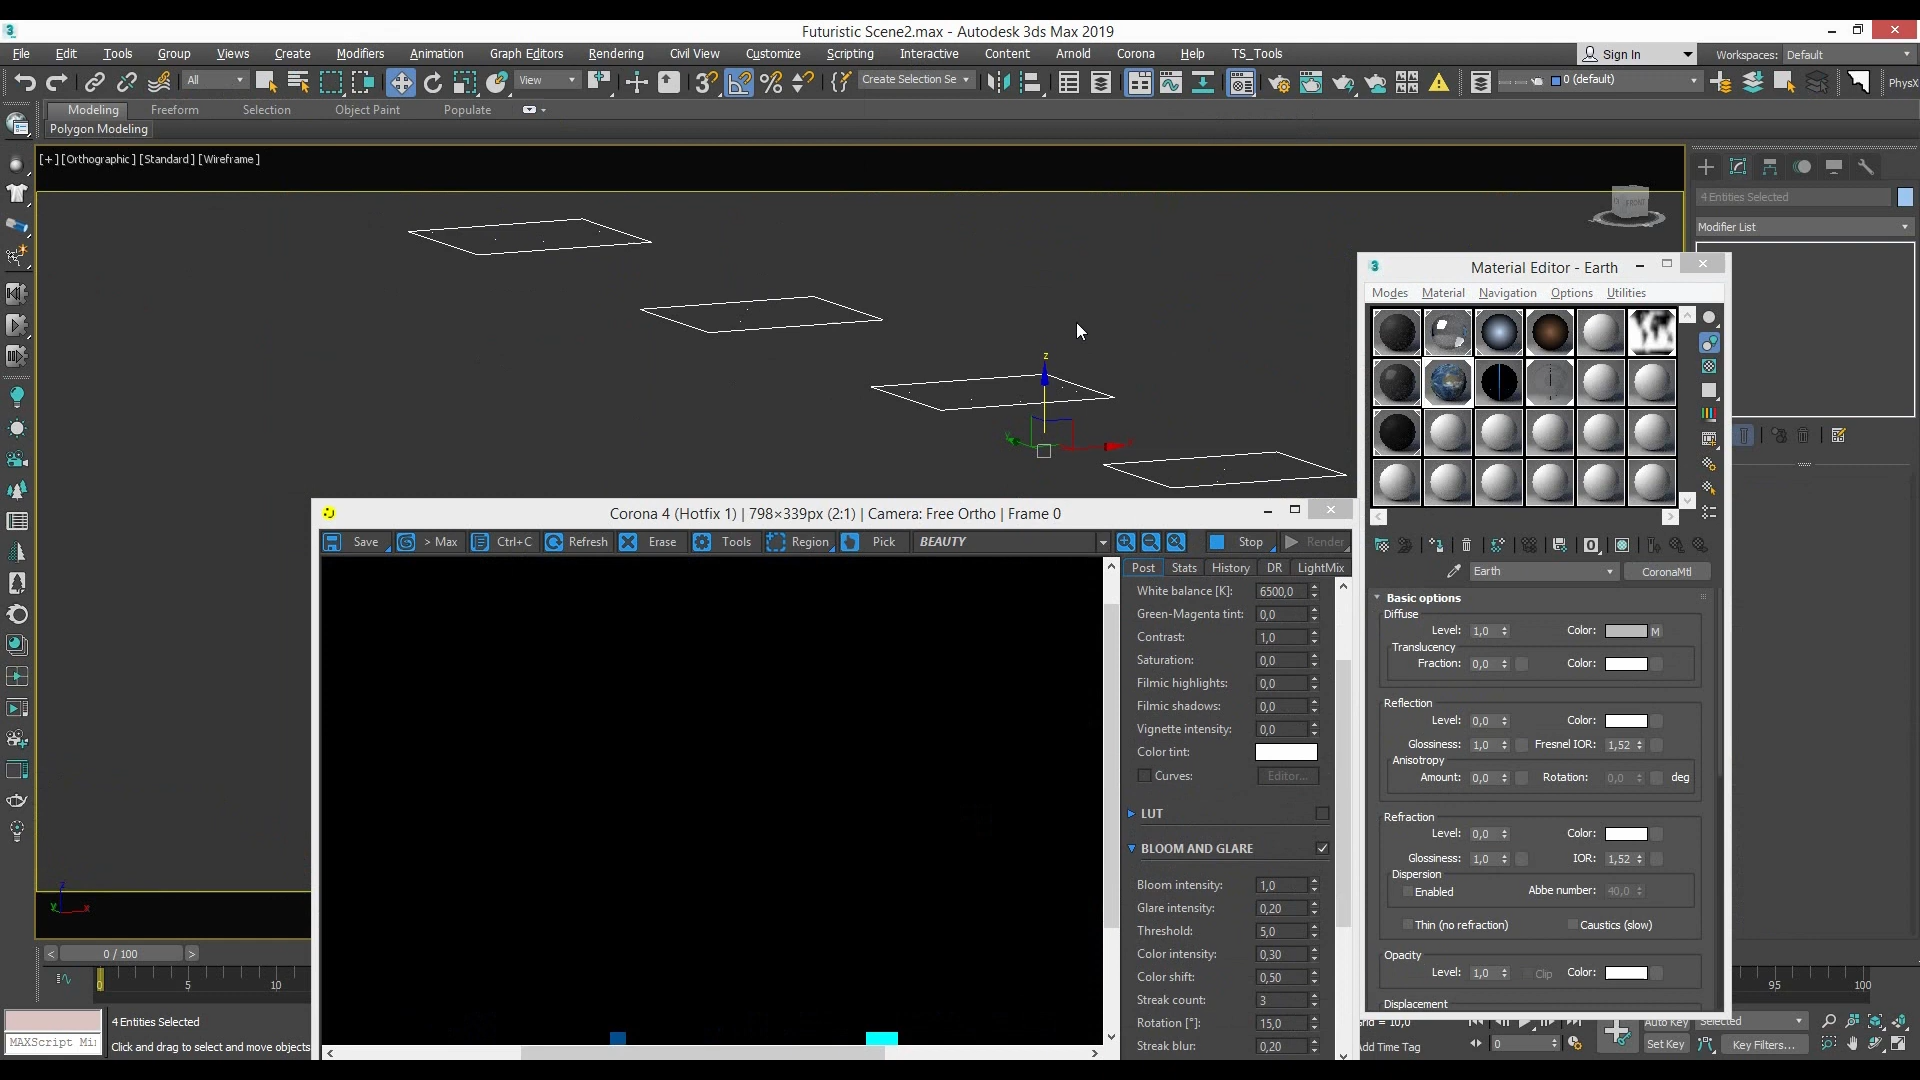 Futuristic Scene2.max - Autodesk 3ds Max 2019
File Edit Tools Group Views Create Modifiers Animation Graph Editors Rendering Civil View Customize Scripting Interactive Content Arnold Corona Help TS_Tools Sign In Workspaces: Default
All View Create Selection Se 0 (default) PhysX
Modeling Freeform Selection Object Paint Populate
Polygon Modeling
[+][Orthographic][Standard][Wireframe]
FRONT
4 Entities Selected
Modifier List
Material Editor - Earth
Modes Material Navigation Options Utilities
z
Corona 4 (Hotfix 1) | 798×339px (2:1) | Camera: Free Ortho | Frame 0
Save > Max Ctrl+C Refresh Erase Tools Region Pick BEAUTY Stop Render
Post Stats History DR LightMix
White balance [K]: 6500,0
Green-Magenta tint: 0,0
Contrast: 1,0
Saturation: 0,0
Filmic highlights: 0,0
Filmic shadows: 0,0
Vignette intensity: 0,0
Color tint:
Curves: Editor...
LUT
BLOOM AND GLARE
Bloom intensity: 1,0
Glare intensity: 0,20
Threshold: 5,0
Color intensity: 0,30
Color shift: 0,50
Streak count: 3
Rotation [°]: 15,0
Streak blur: 0,20
Earth CoronaMtl
Basic options
Diffuse
Level: 1,0 Color: M
Translucency
Fraction: 0,0 Color:
Reflection
Level: 0,0 Color:
Glossiness: 1,0 Fresnel IOR: 1,52
Anisotropy
Amount: 0,0 Rotation: 0,0 deg
Refraction
Level: 0,0 Color:
Glossiness: 1,0 IOR: 1,52
Dispersion
Enabled Abbe number: 40,0
Thin (no refraction) Caustics (slow)
Opacity
Level: 1,0 Clip Color:
Displacement
z
y x
< 0 / 100 >
0 5 10 95 100
4 Entities Selected
MAXScript Mi
Click and drag to select and move objects
rid = 10,0
Add Time Tag
0
Auto Key Selected
Set Key Key Filters...